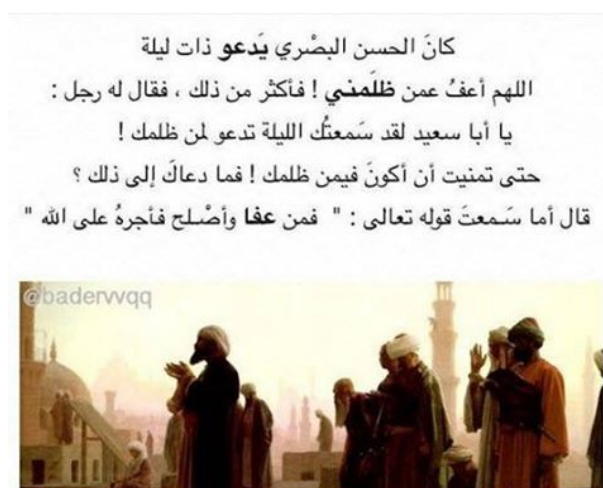 كانَ الحسن البصْري يَدعو ذات ليلة
اللهم أعفُ عمن ظلَمني ! فأكثر من ذلك ، فقال له رجل :
يا أبا سعيد لقد سَمعتُك الليلة تدعو لمن ظلمك !
حتى تمنيت أن أكونَ فيمن ظلمك ! فما دعاكَ إلى ذلك ؟
قال أما سَمعتَ قوله تعالى : " فمن عفا وأصْلح فأجرهُ على الله "
@badervvqq